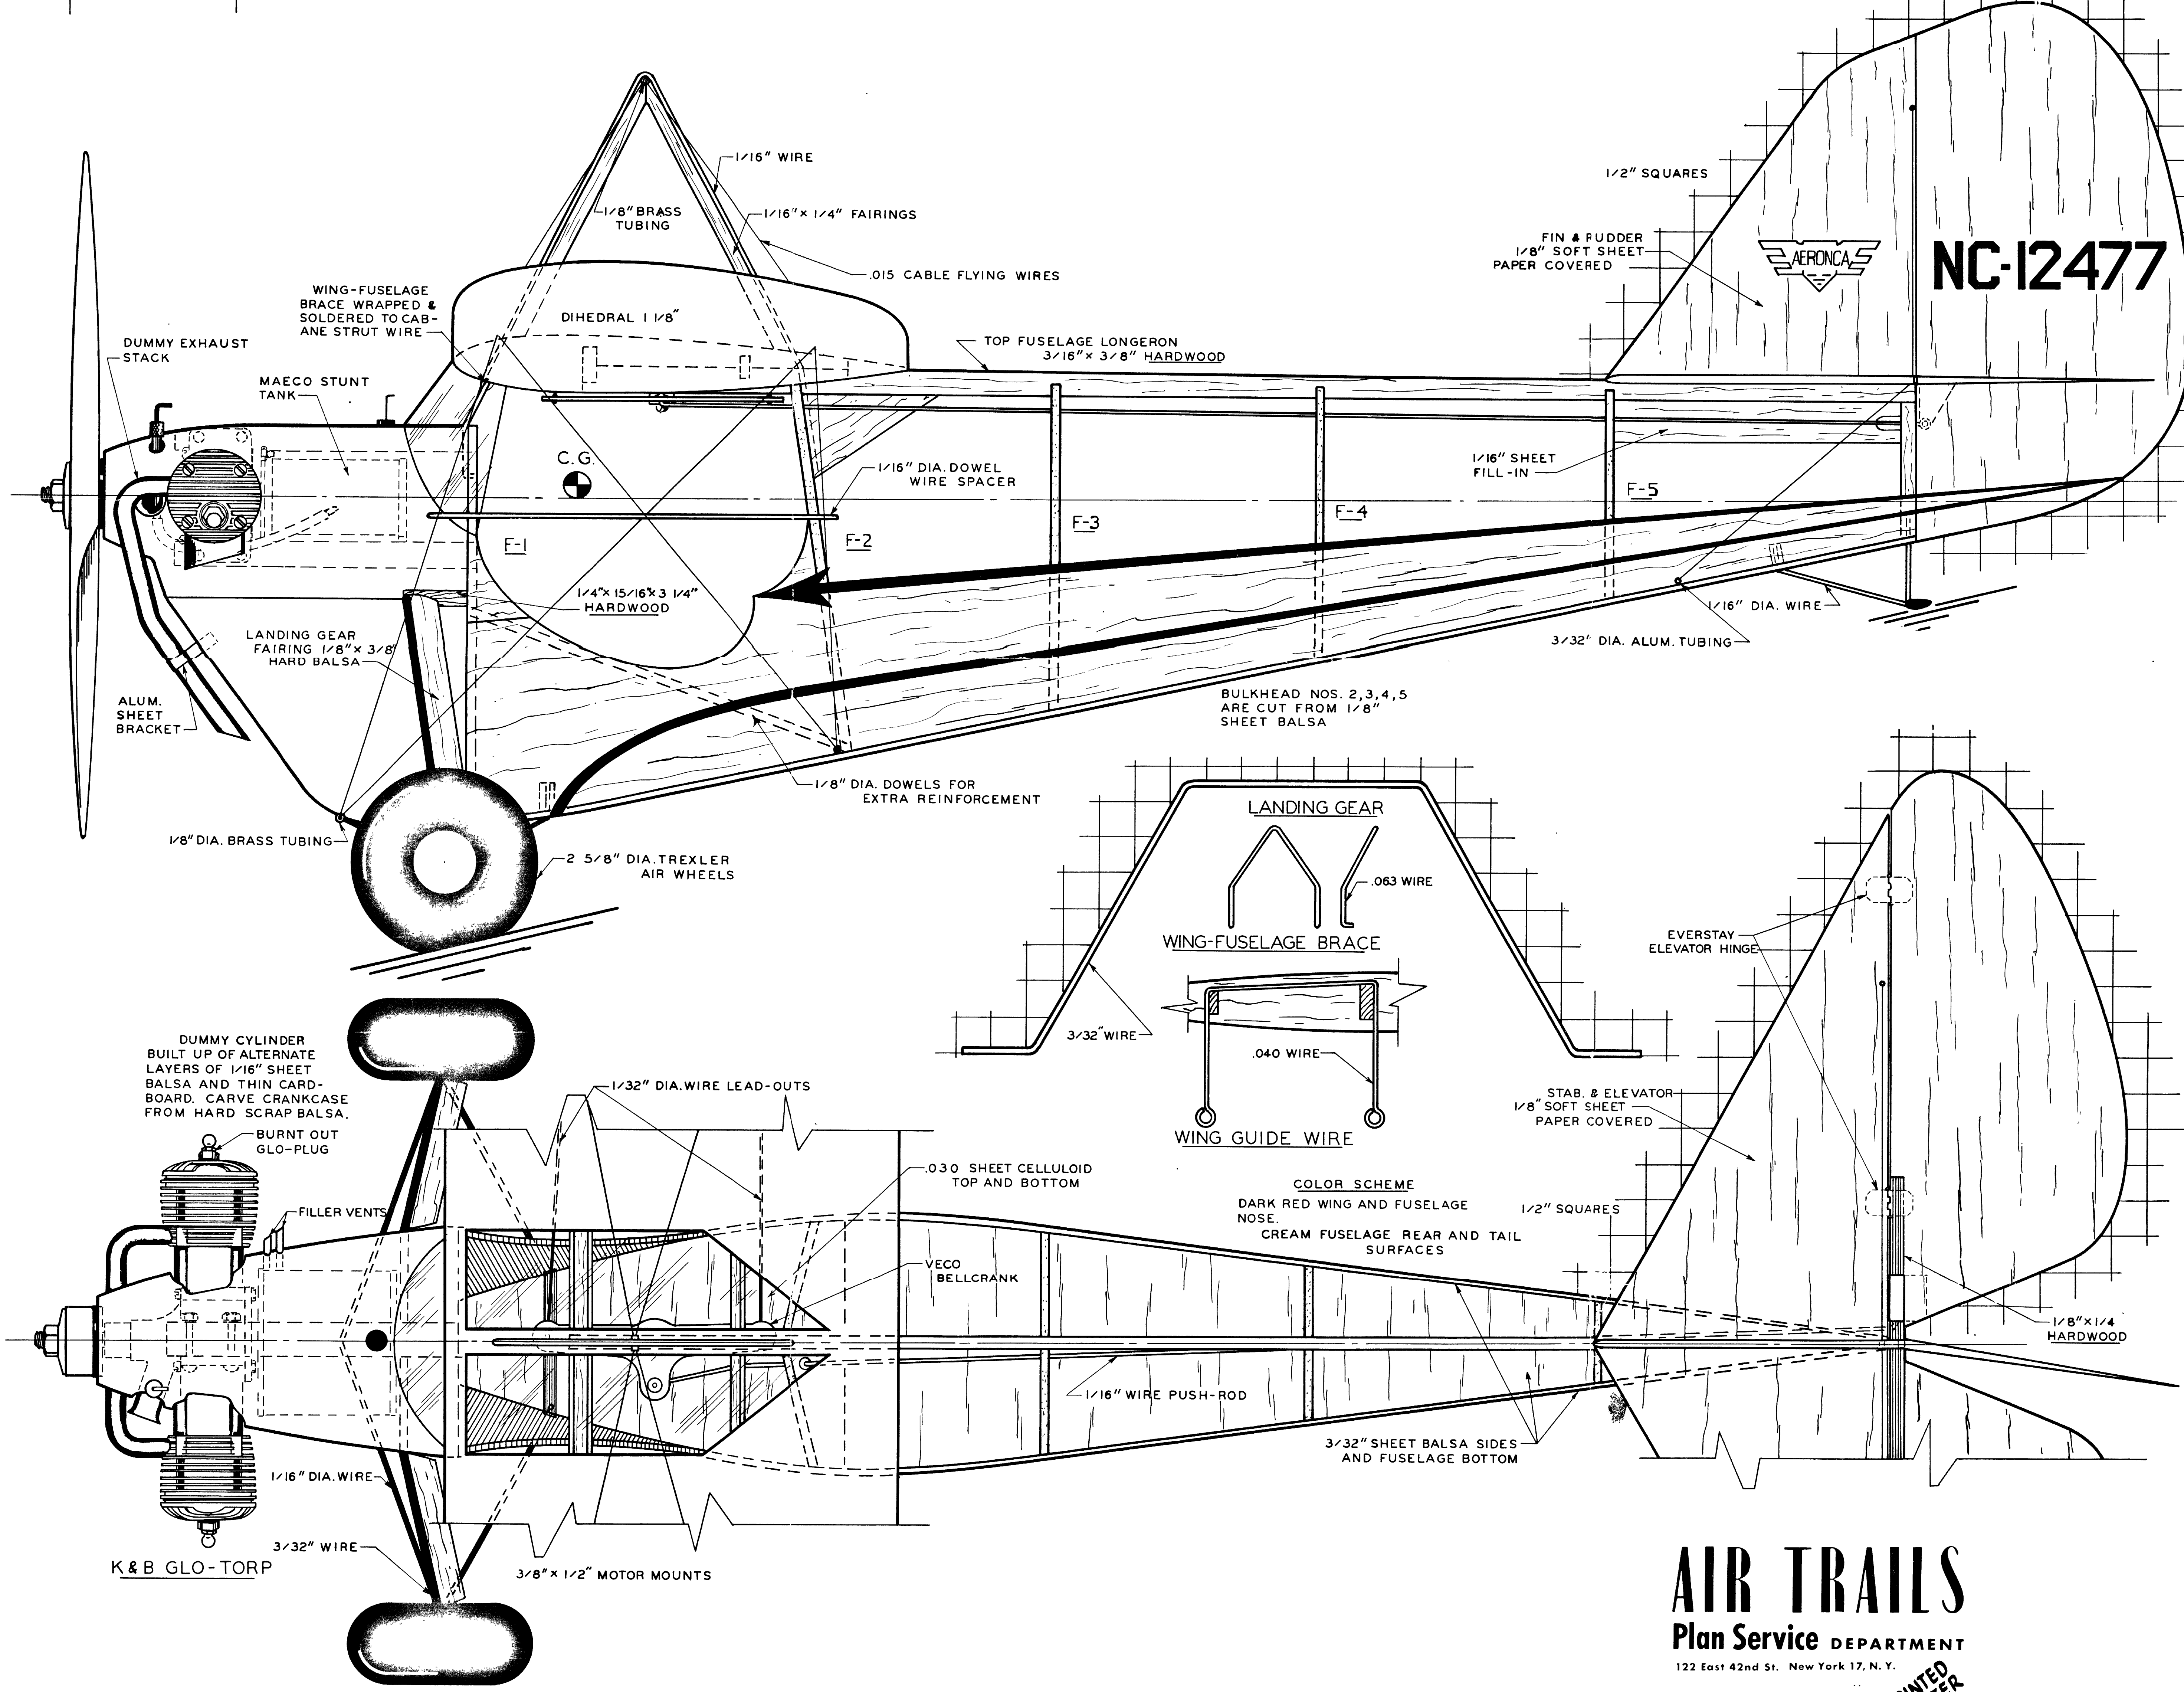 1/16" WIRE
1/8" BRASS
TUBING
1/16" x 1/4" FAIRINGS
.015 CABLE FLYING WIRES
WING-FUSELAGE
BRACE WRAPPED &
SOLDERED TO CAB-
ANE STRUT WIRE
DIHEDRAL 1 1/8"
DUMMY EXHAUST
STACK
MAECO STUNT
TANK
TOP FUSELAGE LONGERON
3/16" x 3/8" HARDWOOD
1/2" SQUARES
FIN & RUDDER
1/8" SOFT SHEET
PAPER COVERED
AERONCA
NC-12477
C.G.
1/16" DIA. DOWEL
WIRE SPACER
1/16" SHEET
FILL-IN
F-1
F-2
F-3
F-4
F-5
1/4" x 15/16" x 3 1/4"
HARDWOOD
LANDING GEAR
FAIRING 1/8" x 3/8"
HARD BALSA
ALUM.
SHEET
BRACKET
1/16" DIA. WIRE
3/32" DIA. ALUM. TUBING
BULKHEAD NOS. 2,3,4,5
ARE CUT FROM 1/8"
SHEET BALSA
1/8" DIA. DOWELS FOR
EXTRA REINFORCEMENT
1/8" DIA. BRASS TUBING
2 5/8" DIA. TREXLER
AIR WHEELS
LANDING GEAR
.063 WIRE
WING-FUSELAGE BRACE
3/32" WIRE
.040 WIRE
WING GUIDE WIRE
EVERSTAY
ELEVATOR HINGE
STAB. & ELEVATOR
1/8" SOFT SHEET
PAPER COVERED
DUMMY CYLINDER
BUILT UP OF ALTERNATE
LAYERS OF 1/16" SHEET
BALSA AND THIN CARD-
BOARD. CARVE CRANKCASE
FROM HARD SCRAP BALSA.
BURNT OUT
GLO-PLUG
FILLER VENTS
1/32" DIA. WIRE LEAD-OUTS
.030 SHEET CELLULOID
TOP AND BOTTOM
VECO
BELLCRANK
COLOR SCHEME
DARK RED WING AND FUSELAGE
NOSE.
CREAM FUSELAGE REAR AND TAIL
SURFACES
1/2" SQUARES
1/8" x 1/4
HARDWOOD
1/16" WIRE PUSH-ROD
3/32" SHEET BALSA SIDES
AND FUSELAGE BOTTOM
1/16" DIA. WIRE
3/32" WIRE
3/8" x 1/2" MOTOR MOUNTS
K & B GLO-TORP
AIR TRAILS
Plan Service DEPARTMENT
122 East 42nd St. New York 17, N. Y.